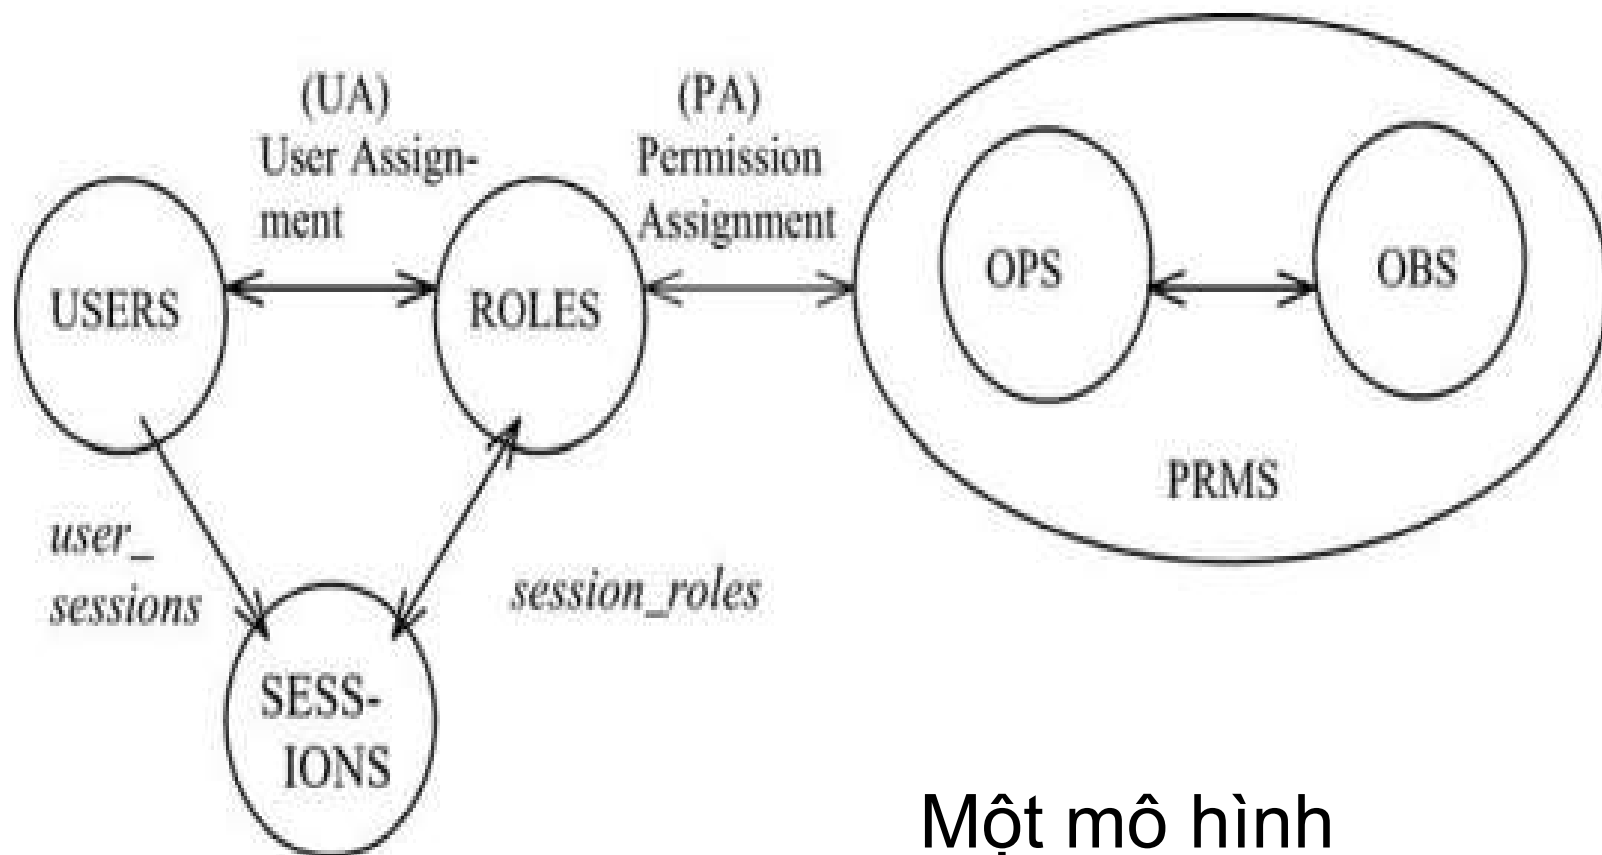 (UA)
User Assign-
ment
(PA)
Permission
Assignment
USERS
ROLES
OPS
OBS
PRMS
user_
sessions
session_roles
SESS-
IONS
Một mô hình